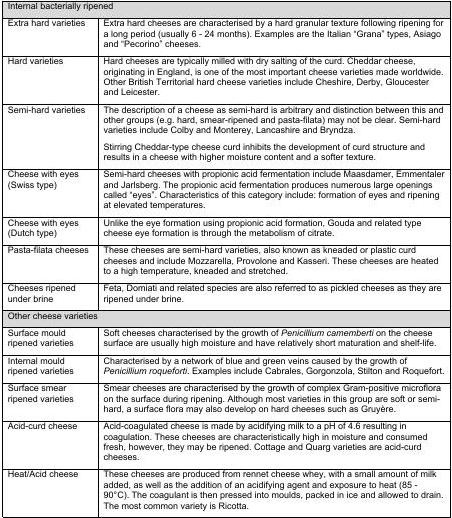 Internal bacterially ripened
Extra hard varieties
Extra hard cheeses are characterised by a hard granular texture following ripening for
a long period (usually 6 - 24 months). Examples are the Italian “Grana” types, Asiago
and “Pecorino” cheeses.
Hard varieties
Hard cheeses are typically milled with dry salting of the curd. Cheddar cheese,
originating in England, is one of the most important cheese varieties made worldwide.
Other British Territorial hard cheese varieties include Cheshire, Derby, Gloucester
and Leicester.
Semi-hard varieties
The description of a cheese as semi-hard is arbitrary and distinction between this and
other groups (e.g. hard, smear-ripened and pasta-filata) may not be clear. Semi-hard
varieties include Colby and Monterey, Lancashire and Bryndza.
Stirring Cheddar-type cheese curd inhibits the development of curd structure and
results in a cheese with higher moisture content and a softer texture.
Cheese with eyes
(Swiss type)
Semi-hard cheeses with propionic acid fermentation include Maasdamer, Emmentaler
and Jarlsberg. The propionic acid fermentation produces numerous large openings
called “eyes”. Characteristics of this category include: formation of eyes and ripening
at elevated temperatures.
Cheese with eyes
(Dutch type)
Unlike the eye formation using propionic acid formation, Gouda and related type
cheese eye formation is through the metabolism of citrate.
Pasta-filata cheeses
These cheeses are semi-hard varieties, also known as kneaded or plastic curd
cheeses and include Mozzarella, Provolone and Kasseri. These cheeses are heated
to a high temperature, kneaded and stretched.
Cheeses ripened
under brine
Feta, Domiati and related species are also referred to as pickled cheeses as they are
ripened under brine.
Other cheese varieties
Surface mould
ripened varieties
Soft cheeses characterised by the growth of Penicillium camemberti on the cheese
surface are usually high moisture and have relatively short maturation and shelf-life.
Internal mould
ripened varieties
Characterised by a network of blue and green veins caused by the growth of
Penicillium roqueforti. Examples include Cabrales, Gorgonzola, Stilton and Roquefort.
Surface smear
ripened varieties
Smear cheeses are characterised by the growth of complex Gram-positive microflora
on the surface during ripening. Although most varieties in this group are soft or semi-
hard, a surface flora may also develop on hard cheeses such as Gruyère.
Acid-curd cheese
Acid-coagulated cheese is made by acidifying milk to a pH of 4.6 resulting in
coagulation. These cheeses are characteristically high in moisture and consumed
fresh, however, they may be ripened. Cottage and Quarg varieties are acid-curd
cheeses.
Heat/Acid cheese
These cheeses are produced from rennet cheese whey, with a small amount of milk
added, as well as the addition of an acidifying agent and exposure to heat (85 -
90°C). The coagulant is then pressed into moulds, packed in ice and allowed to drain.
The most common variety is Ricotta.